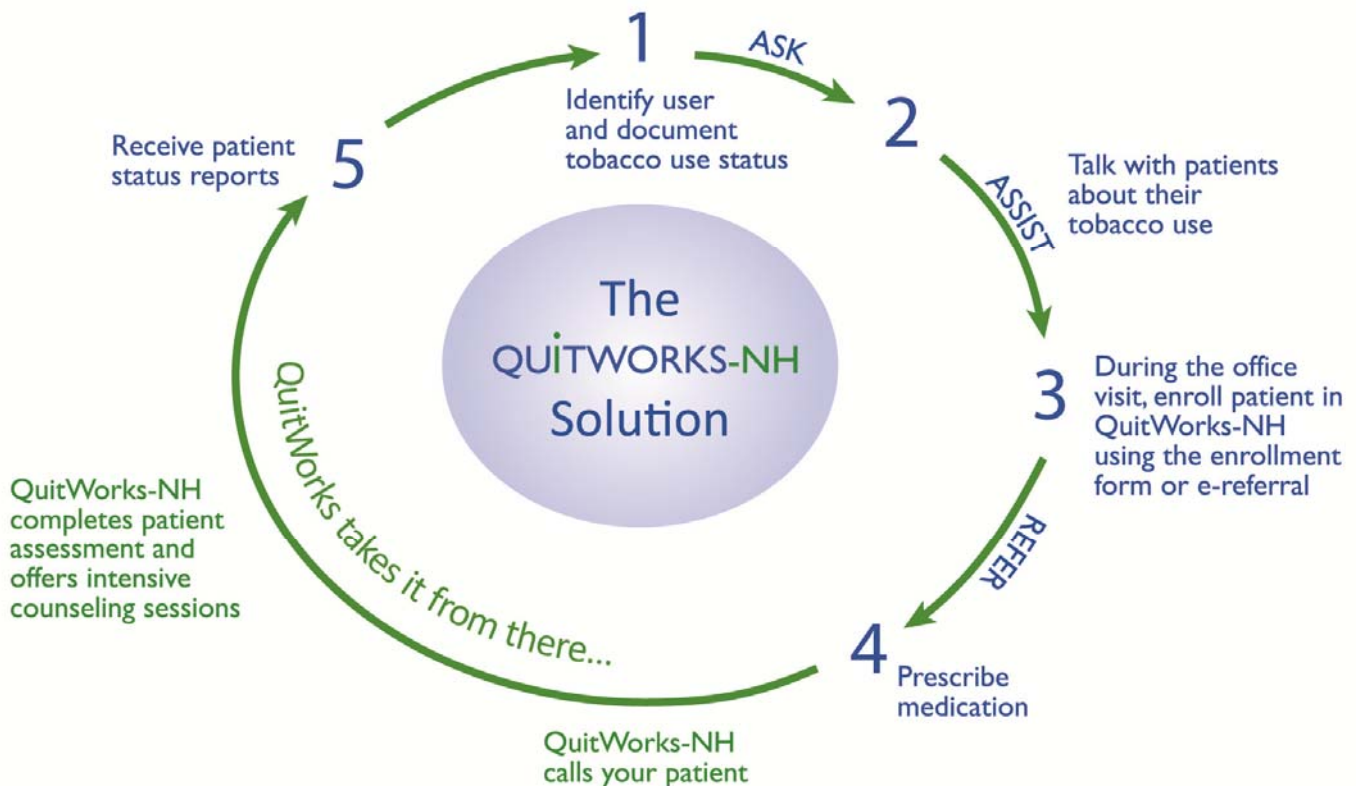 The
QUiTWORKS-NH
Solution
1
Identify user
and document
tobacco use status
ASK
2
Talk with patients
about their
tobacco use
ASSIST
3
During the office
visit, enroll patient in
QuitWorks-NH
using the enrollment
form or e-referral
REFER
4
Prescribe
medication
QuitWorks takes it from there...
QuitWorks-NH
calls your patient
QuitWorks-NH
completes patient
assessment and
offers intensive
counseling sessions
5
Receive patient
status reports